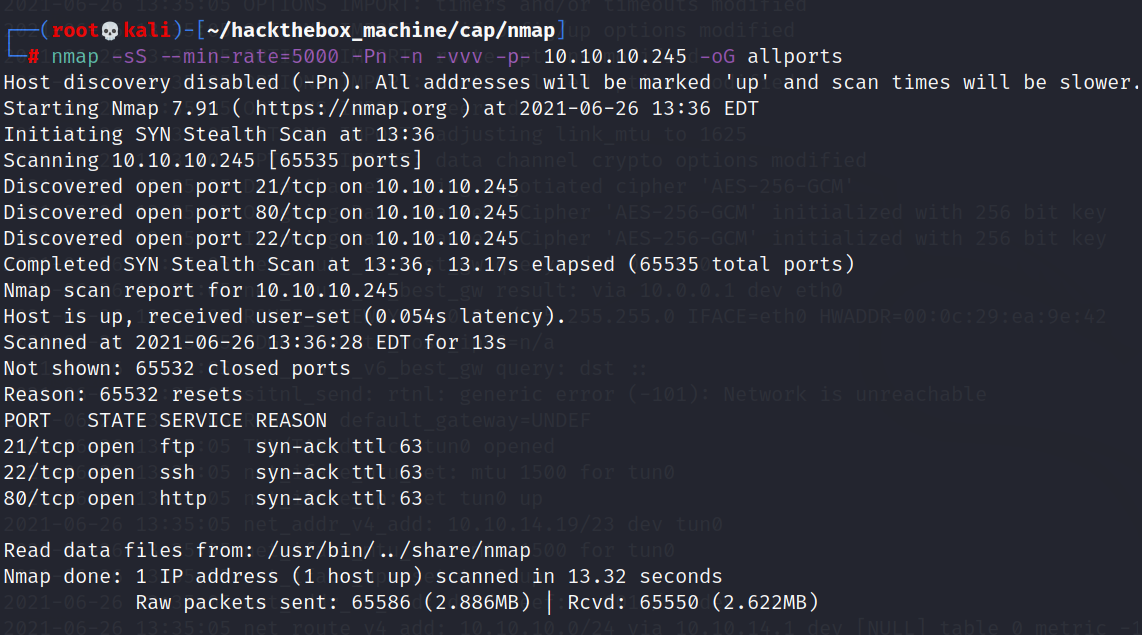 ┌──(root💀kali)-[~/hackthebox_machine/cap/nmap]
└─# nmap -sS --min-rate=5000 -Pn -n -vvv -p- 10.10.10.245 -oG allports
Host discovery disabled (-Pn). All addresses will be marked 'up' and scan times will be slower.
Starting Nmap 7.91 ( https://nmap.org ) at 2021-06-26 13:36 EDT
Initiating SYN Stealth Scan at 13:36
Scanning 10.10.10.245 [65535 ports]
Discovered open port 21/tcp on 10.10.10.245
Discovered open port 80/tcp on 10.10.10.245
Discovered open port 22/tcp on 10.10.10.245
Completed SYN Stealth Scan at 13:36, 13.17s elapsed (65535 total ports)
Nmap scan report for 10.10.10.245
Host is up, received user-set (0.054s latency).
Scanned at 2021-06-26 13:36:28 EDT for 13s
Not shown: 65532 closed ports
Reason: 65532 resets
PORT   STATE SERVICE REASON
21/tcp open  ftp     syn-ack ttl 63
22/tcp open  ssh     syn-ack ttl 63
80/tcp open  http    syn-ack ttl 63
Read data files from: /usr/bin/../share/nmap
Nmap done: 1 IP address (1 host up) scanned in 13.32 seconds
           Raw packets sent: 65586 (2.886MB) | Rcvd: 65550 (2.622MB)